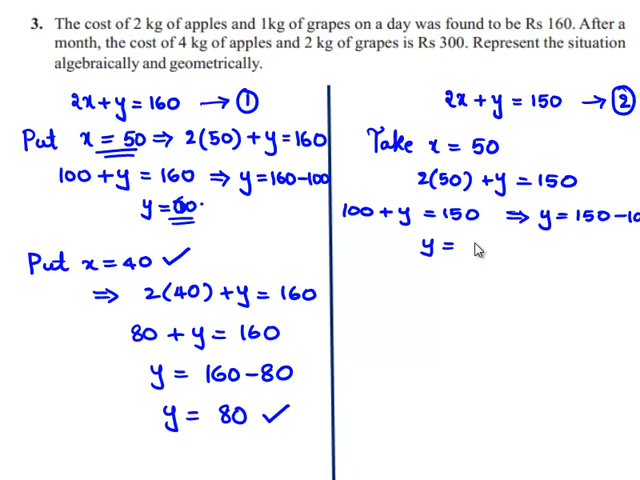 3. The cost of 2 kg of apples and 1kg of grapes on a day was found to be Rs 160. After a
month, the cost of 4 kg of apples and 2 kg of grapes is Rs 300. Represent the situation
algebraically and geometrically.
2x+y=160 → ①
Put x=50 ⇒ 2(50)+y=160
100+y=160 ⇒ y=160-100
y=60.
Put x=40 ✓
⇒ 2(40)+y=160
80+y=160
y=160-80
y=80 ✓
2x+y=150 → ②
Take x=50
2(50)+y=150
100+y=150 ⇒ y=150-10
y=